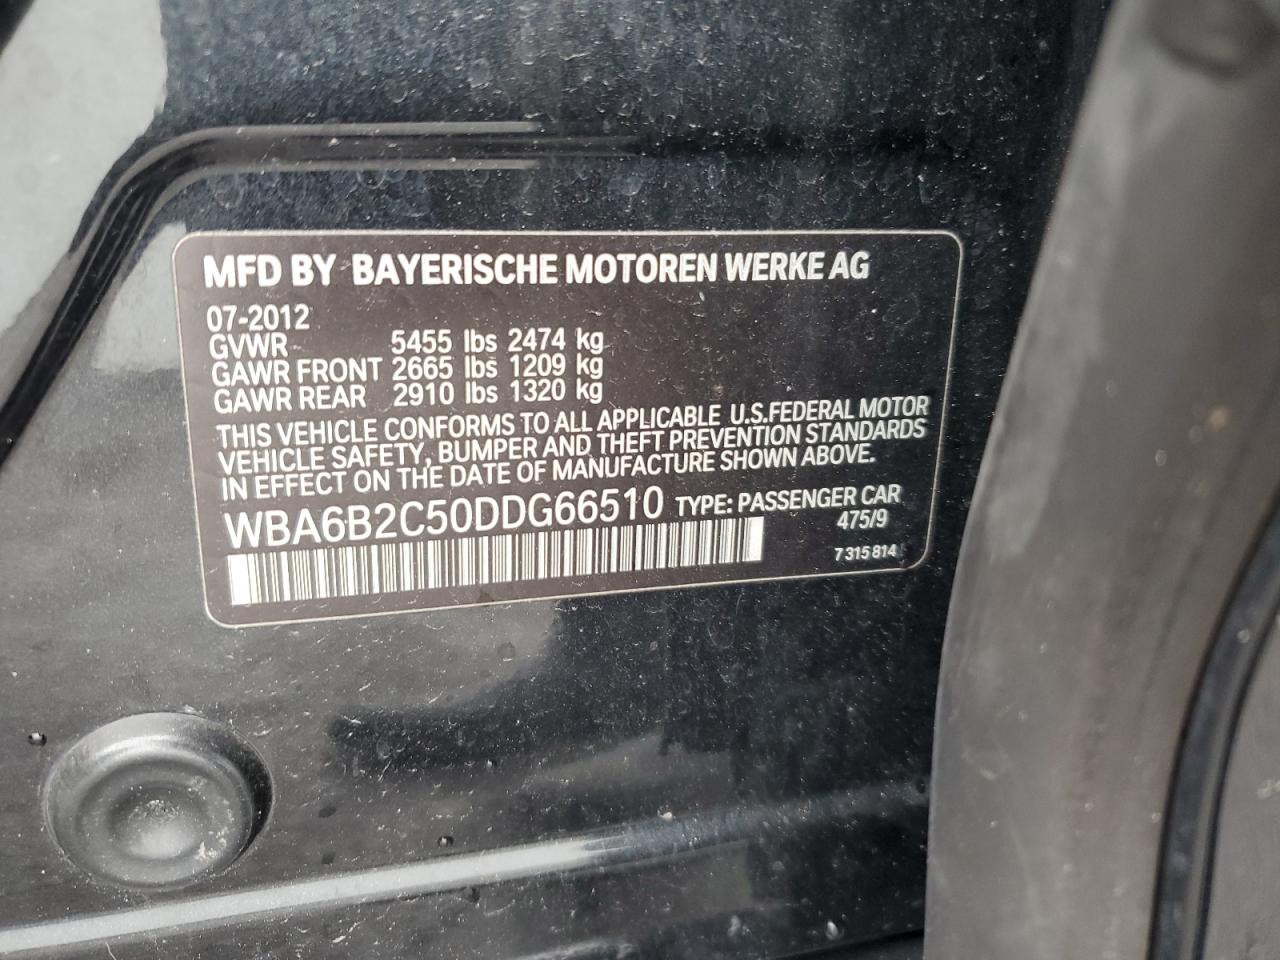 MFD BY BAYERISCHE MOTOREN WERKE AG
07-2012
GVWR 5455 lbs 2474 kg
GAWR FRONT 2665 lbs 1209 kg
GAWR REAR 2910 lbs 1320 kg
THIS VEHICLE CONFORMS TO ALL APPLICABLE U.S.FEDERAL MOTOR
VEHICLE SAFETY, BUMPER AND THEFT PREVENTION STANDARDS
IN EFFECT ON THE DATE OF MANUFACTURE SHOWN ABOVE.
WBA6B2C50DDG66510 TYPE: PASSENGER CAR
475/9
7 315 814